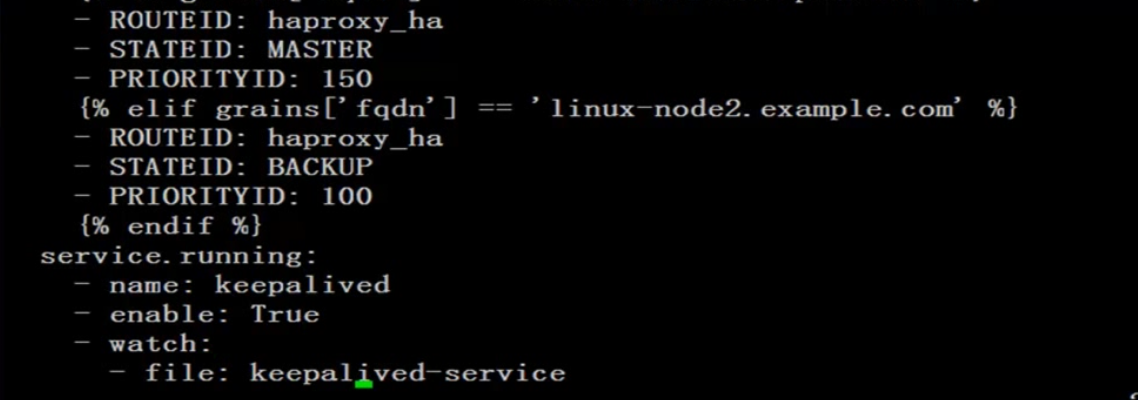 - ROUTEID: haproxy_ha
- STATEID: MASTER
- PRIORITYID: 150
{% elif grains['fqdn'] == 'linux-node2.example.com' %}
- ROUTEID: haproxy_ha
- STATEID: BACKUP
- PRIORITYID: 100
{% endif %}
service.running:
- name: keepalived
- enable: True
- watch:
- file: keepalived-service